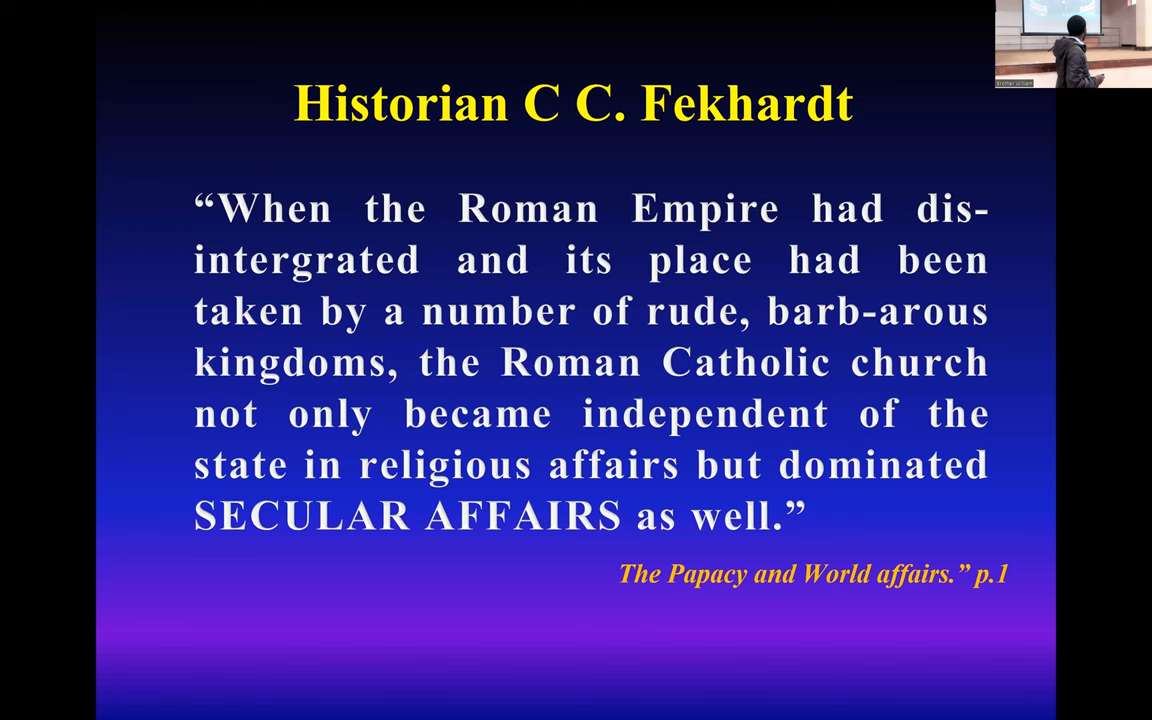 Historian C C. Fekhardt
“When the Roman Empire had dis-
intergrated and its place had been
taken by a number of rude, barb-arous
kingdoms, the Roman Catholic church
not only became independent of the
state in religious affairs but dominated
SECULAR AFFAIRS as well.”
The Papacy and World affairs.” p.1
Brother William